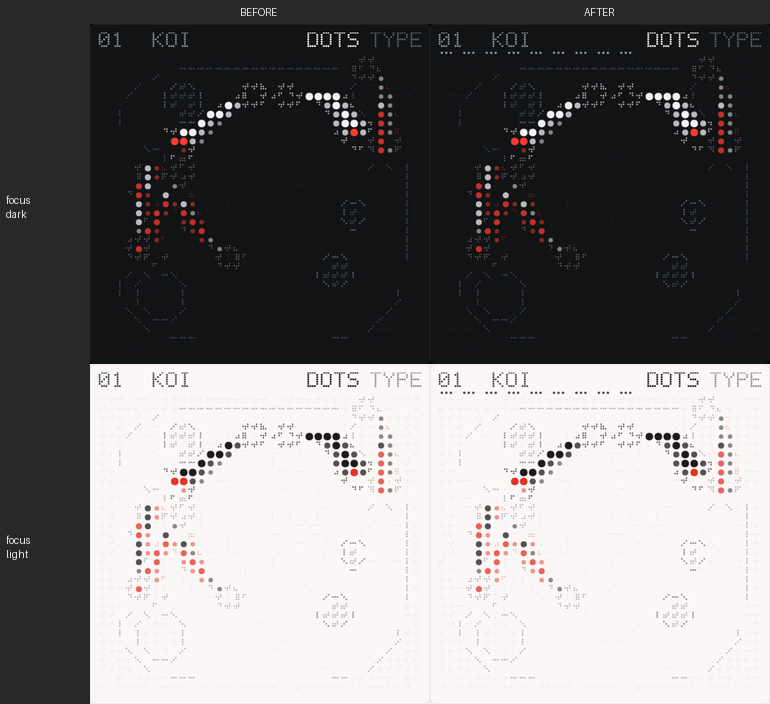 BEFORE AFTER
01 KOI DOTS TYPE 01 KOI DOTS TYPE
focus
dark
01 KOI DOTS TYPE 01 KOI DOTS TYPE
focus
light